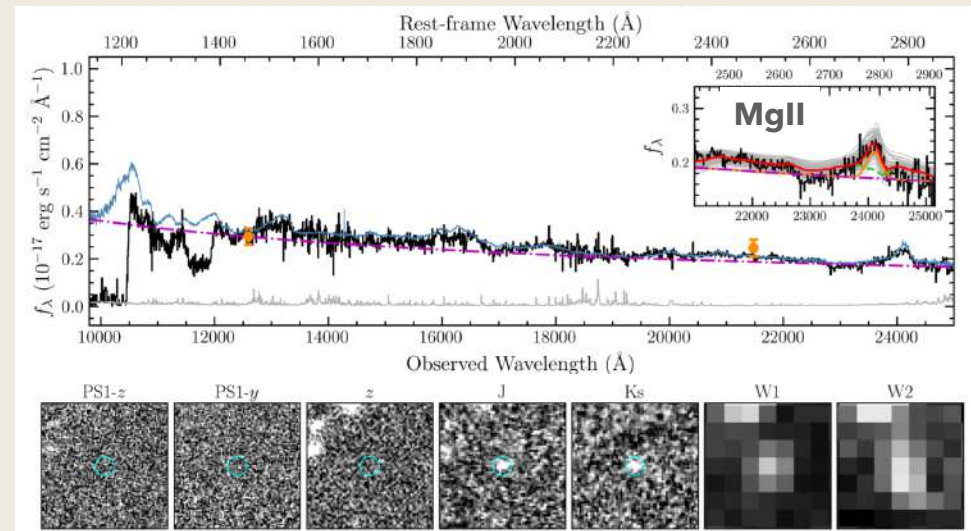 Rest-frame Wavelength (Å)
1200 1400 1600 1800 2000 2200 2400 2600 2800
1.0
0.8
0.6
0.4
0.2
0.0
f_λ (10⁻¹⁷ erg s⁻¹ cm⁻² Å⁻¹)
2500 2600 2700 2800 2900
MgII
0.3
0.2
f_λ
22000 23000 24000 25000
10000 12000 14000 16000 18000 20000 22000 24000
Observed Wavelength (Å)
PS1-z PS1-y z J Ks W1 W2